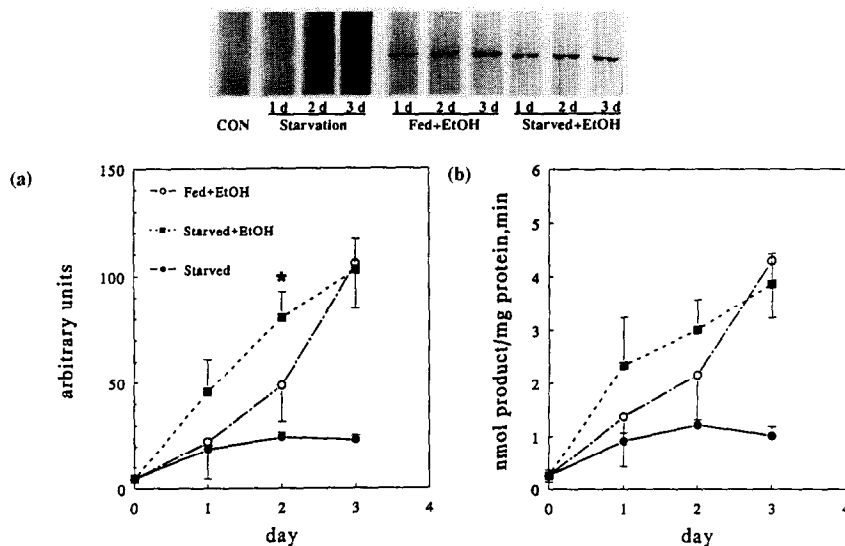 1 d 2 d 3 d 1 d 2 d 3 d 1 d 2 d 3 d
CON Starvation Fed+EtOH Starved+EtOH
(a)
150
100
50
0
arbitrary units
Fed+EtOH
Starved+EtOH
Starved
*
0 1 2 3 4
day
(b)
6
5
4
3
2
1
0
nmol product/mg protein,min
0 1 2 3 4
day